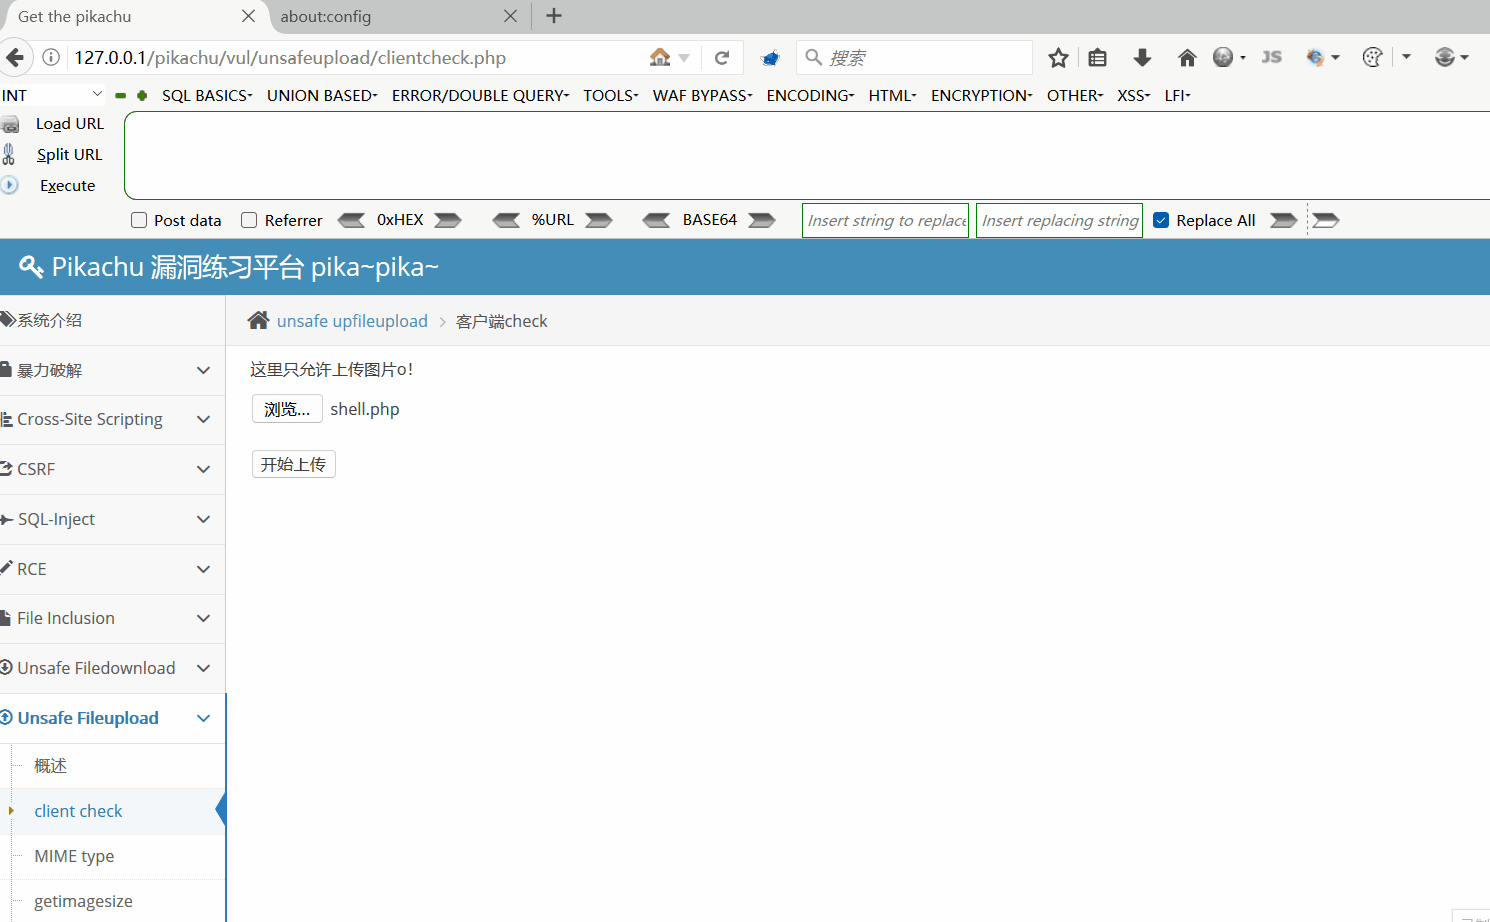 Get the pikachu
about:config
127.0.0.1/pikachu/vul/unsafeupload/clientcheck.php
搜索
JS
INT
SQL BASICS
UNION BASED
ERROR/DOUBLE QUERY
TOOLS
WAF BYPASS
ENCODING
HTML
ENCRYPTION
OTHER
XSS
LFI
Load URL
Split URL
Execute
Post data
Referrer
0xHEX
%URL
BASE64
Insert string to replace
Insert replacing string
Replace All
Pikachu 漏洞练习平台 pika~pika~
系统介绍
暴力破解
Cross-Site Scripting
CSRF
SQL-Inject
RCE
File Inclusion
Unsafe Filedownload
Unsafe Fileupload
概述
client check
MIME type
getimagesize
unsafe upfileupload
客户端check
这里只允许上传图片o！
浏览... shell.php
开始上传